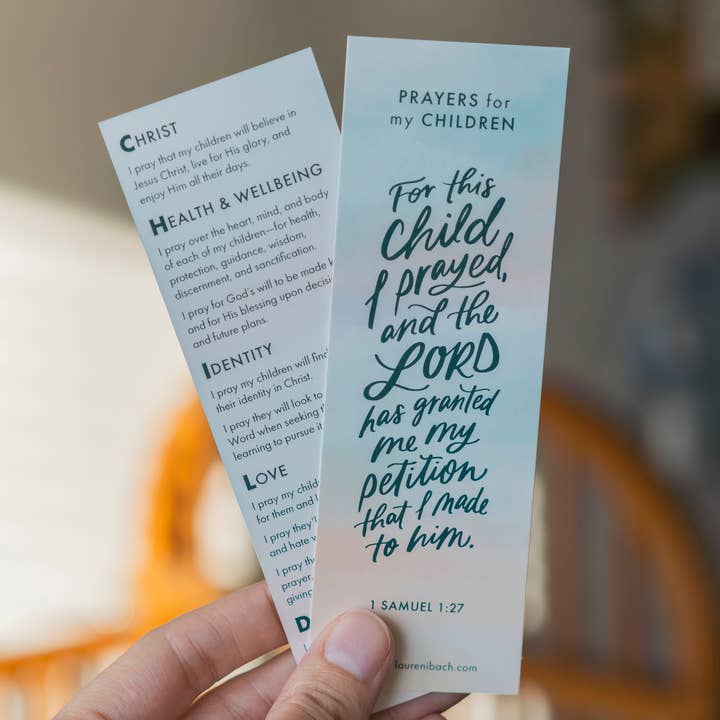 CHRIST
I pray that my children will believe in
Jesus Christ, live for His glory, and
enjoy Him all their days.
HEALTH & WELLBEING
I pray over the heart, mind, and body
of each of my children—for health,
protection, guidance, wisdom,
discernment, and sanctification.
I pray for God's will to be made
and for His blessing upon
and future plans.
IDENTITY
I pray my children will
their identity in Christ.
I pray they will look to
Word when seeking
learning to pursue it
LOVE
I pray my
for them and
I pray
and hate
I pray
prayer,
PRAYERS for
my CHILDREN
For this
Child
I prayed,
and the
LORD
has granted
me my
petition
that I made
to him.
1 SAMUEL 1:27
laurenibach.com